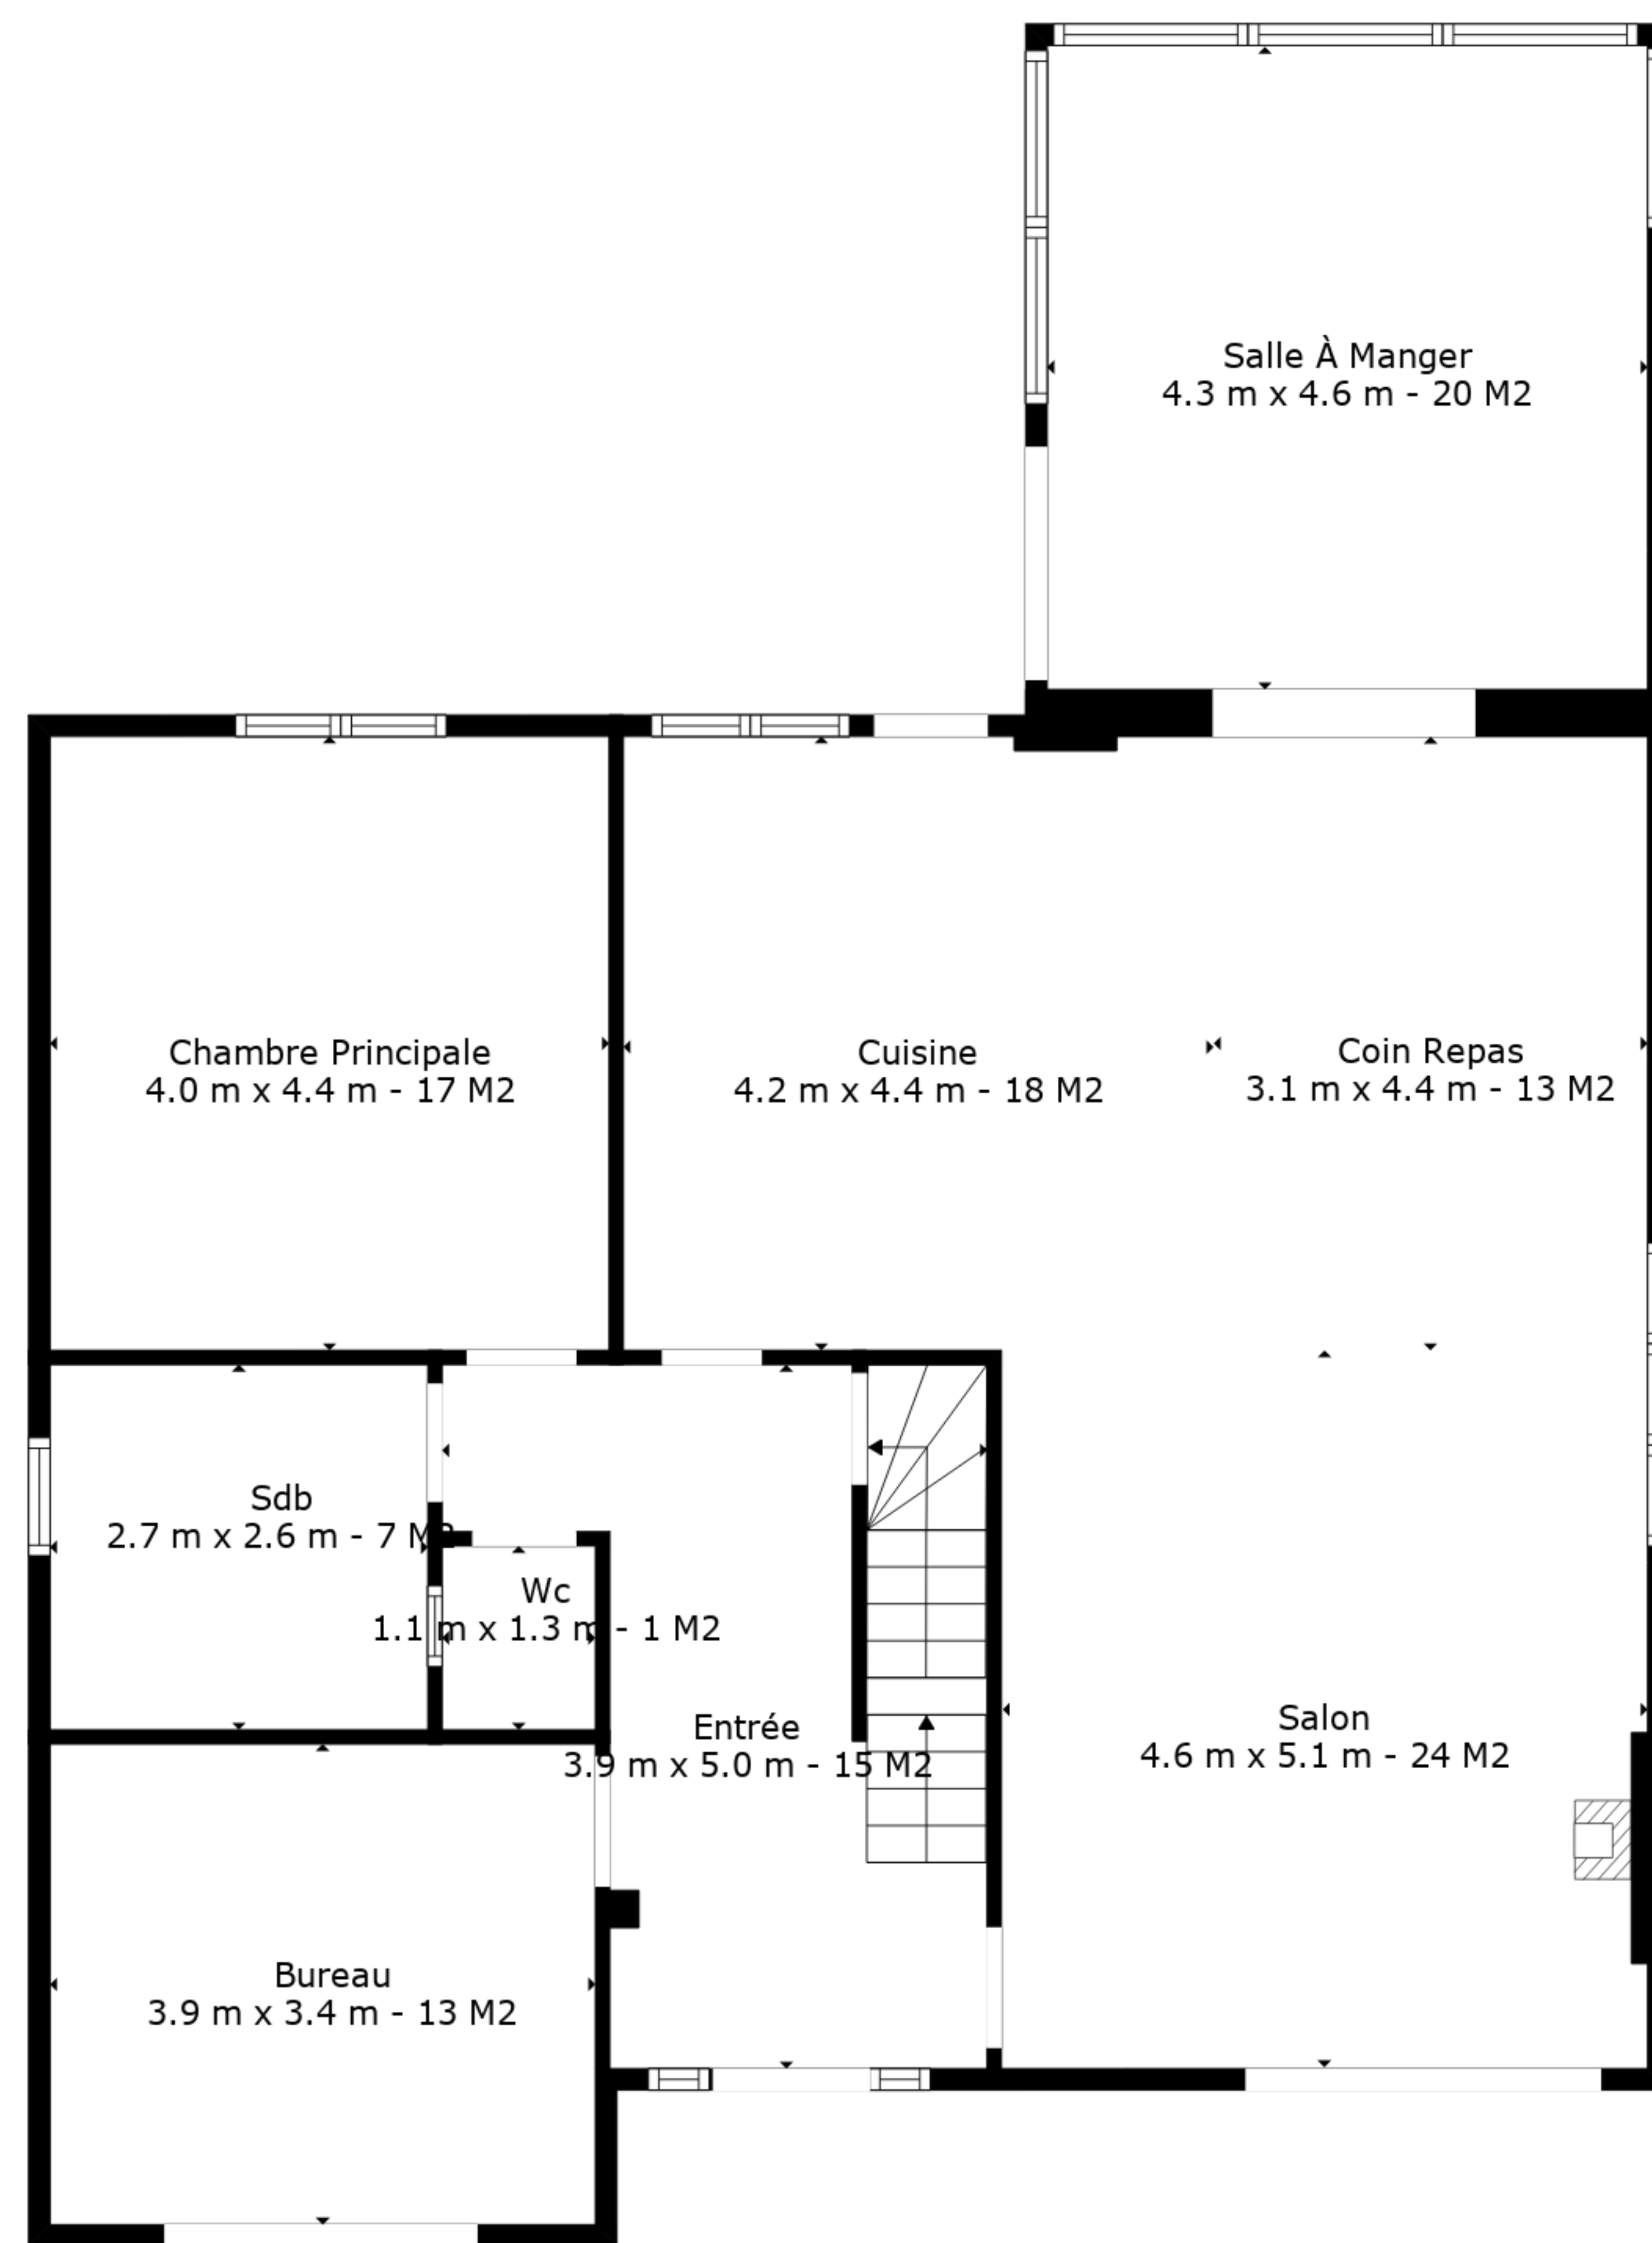 Salle À Manger
4.3 m x 4.6 m - 20 M2
Chambre Principale
4.0 m x 4.4 m - 17 M2
Cuisine
4.2 m x 4.4 m - 18 M2
Coin Repas
3.1 m x 4.4 m - 13 M2
Sdb
2.7 m x 2.6 m - 7 M2
Wc
1.1 m x 1.3 m - 1 M2
Entrée
3.9 m x 5.0 m - 15 M2
Salon
4.6 m x 5.1 m - 24 M2
Bureau
3.9 m x 3.4 m - 13 M2